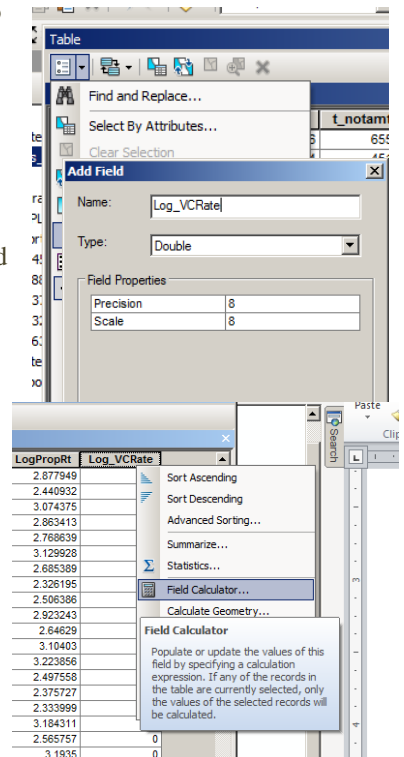 Table
Find and Replace...
Select By Attributes...
t_notamt
Clear Selection
655
Add Field
Name:
Log_VCRate
Type:
Double
Field Properties
Precision 8
Scale 8
Paste
Search
LogPropRt Log_VCRate
2.877949
2.440932
3.074375
2.863413
2.768639
3.129928
2.685389
2.326195
2.506386
2.923243
2.64629
3.10403
3.223856
2.497558
2.375727
2.333999
3.184311
2.565757 0
3.1935 0
Sort Ascending
Sort Descending
Advanced Sorting...
Summarize...
Σ Statistics...
Field Calculator...
Calculate Geometry...
Field Calculator
Populate or update the values of this
field by specifying a calculation
expression. If any of the records in
the table are currently selected, only
the values of the selected records will
be calculated.
L
3
4